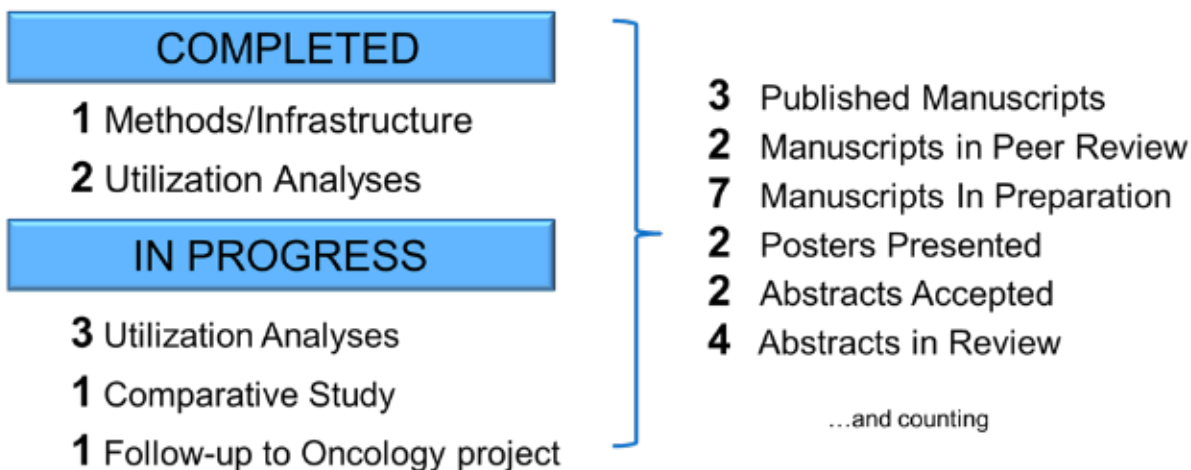 COMPLETED
1 Methods/Infrastructure
2 Utilization Analyses
IN PROGRESS
3 Utilization Analyses
1 Comparative Study
1 Follow-up to Oncology project
3 Published Manuscripts
2 Manuscripts in Peer Review
7 Manuscripts In Preparation
2 Posters Presented
2 Abstracts Accepted
4 Abstracts in Review
...and counting